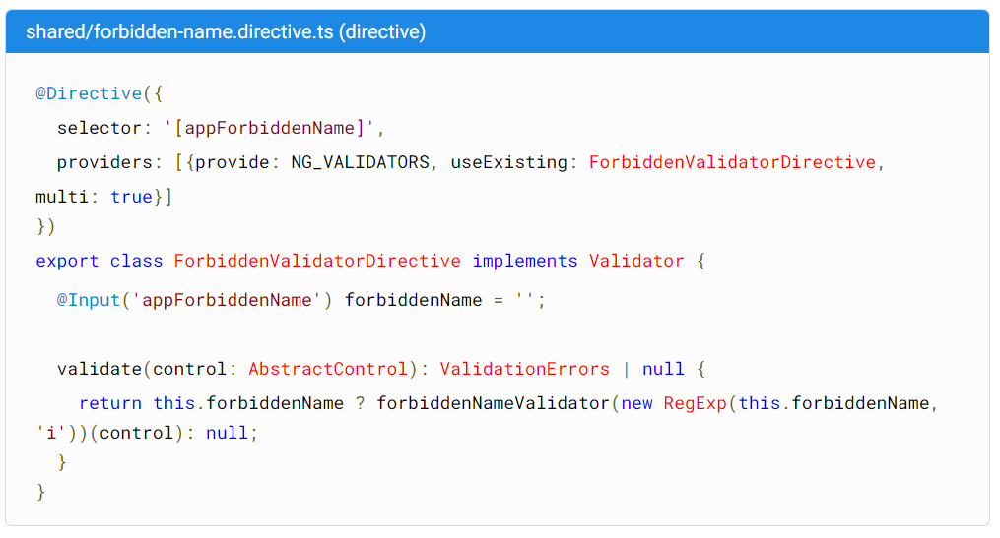 shared/forbidden-name.directive.ts (directive)
@Directive({
  selector: '[appForbiddenName]',
  providers: [{provide: NG_VALIDATORS, useExisting: ForbiddenValidatorDirective,
multi: true}]
})
export class ForbiddenValidatorDirective implements Validator {
  @Input('appForbiddenName') forbiddenName = '';
  validate(control: AbstractControl): ValidationErrors | null {
    return this.forbiddenName ? forbiddenNameValidator(new RegExp(this.forbiddenName,
'i'))(control): null;
  }
}